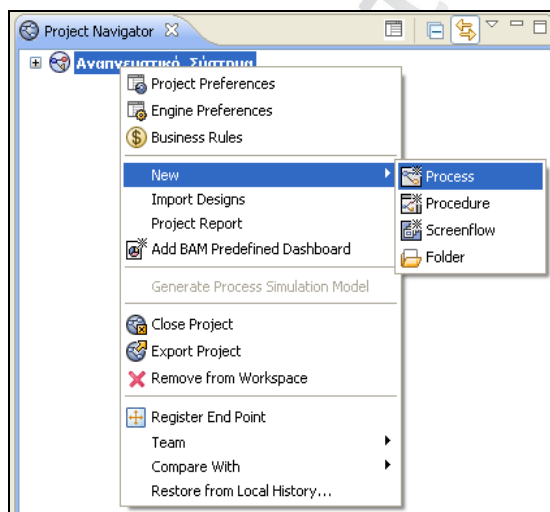 Project Navigator
Αναπνευστικό Σύστημα
Project Preferences
Engine Preferences
Business Rules
New
Process
Import Designs
Procedure
Project Report
Screenflow
Add BAM Predefined Dashboard
Folder
Generate Process Simulation Model
Close Project
Export Project
Remove from Workspace
Register End Point
Team
Compare With
Restore from Local History...